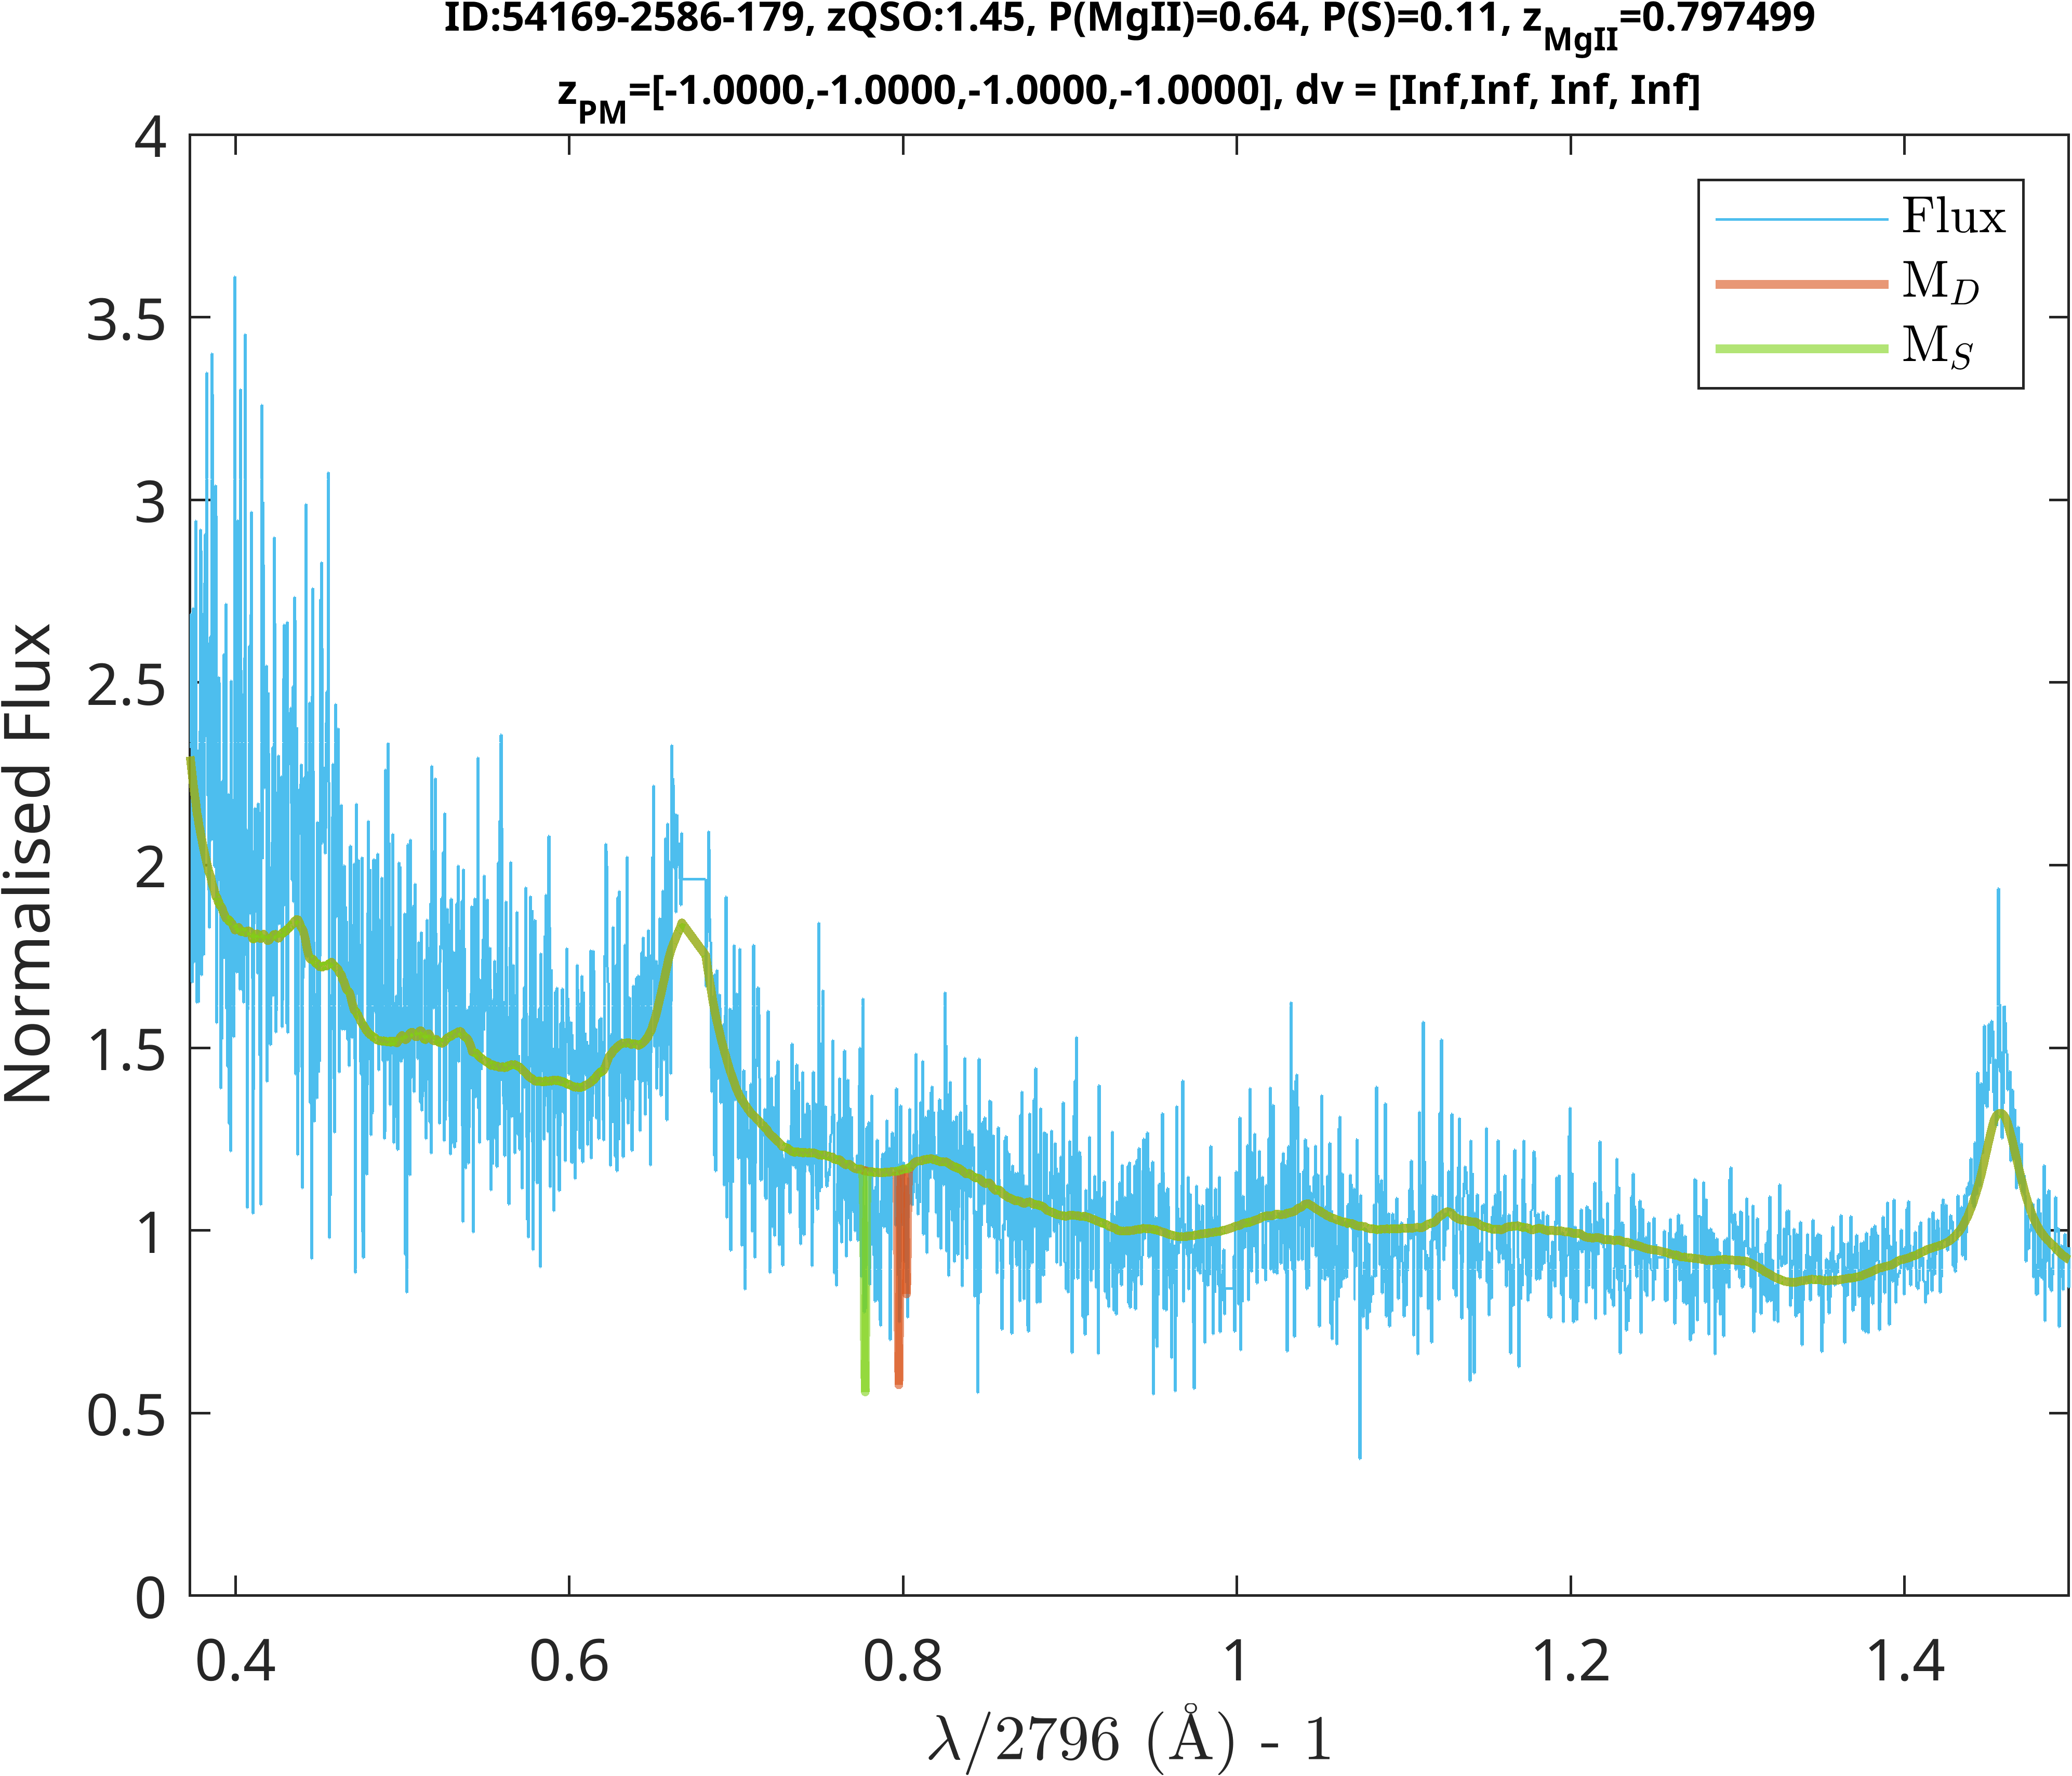 ID:54169-2586-179, zQSO:1.45, P(MgII)=0.64, P(S)=0.11, zMgII=0.797499
zPM=[-1.0000,-1.0000,-1.0000,-1.0000], dv = [Inf,Inf, Inf, Inf]
4
3.5
3
2.5
2
1.5
1
0.5
0
Normalised Flux
Flux
MD
MS
0.4 0.6 0.8 1 1.2 1.4
λ/2796 (Å) - 1